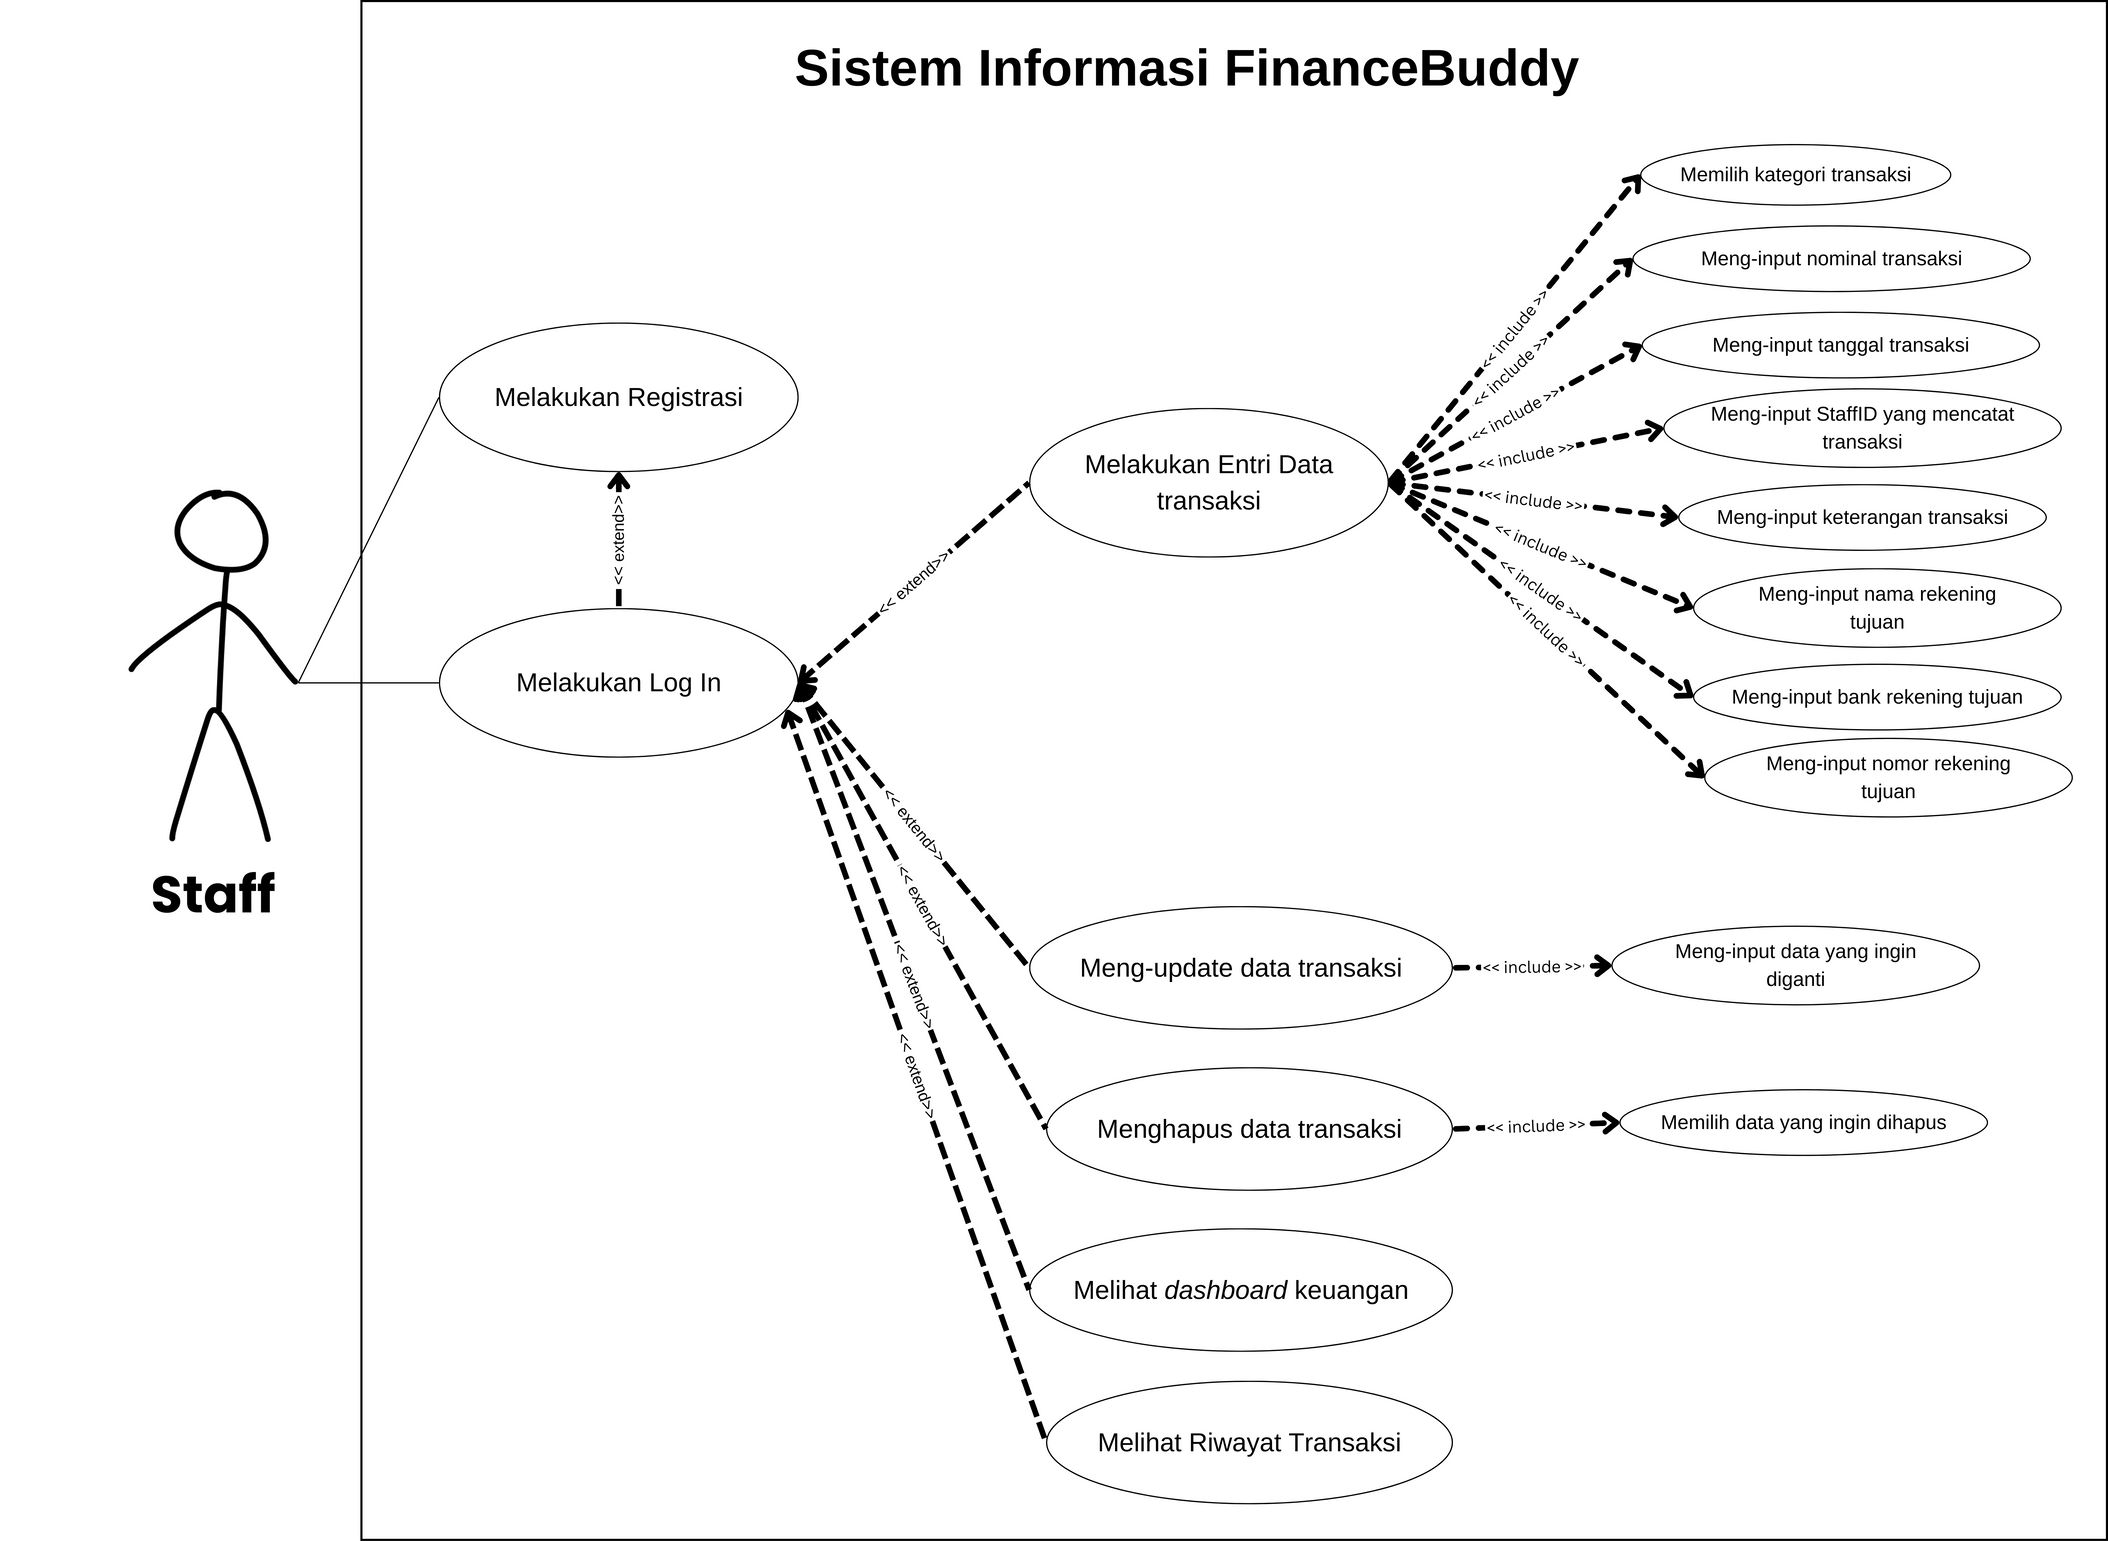 Sistem Informasi FinanceBuddy
Staff
Melakukan Registrasi
<< extend>>
Melakukan Log In
<< extend>>
<< extend>>
<< extend>>
<< extend>>
<< extend>>
Melakukan Entri Data
transaksi
<< include >>
<< include >>
<< include >>
<< include >>
<< include >>
<< include >>
<< include >>
<< include >>
Memilih kategori transaksi
Meng-input nominal transaksi
Meng-input tanggal transaksi
Meng-input StaffID yang mencatat
transaksi
Meng-input keterangan transaksi
Meng-input nama rekening
tujuan
Meng-input bank rekening tujuan
Meng-input nomor rekening
tujuan
Meng-update data transaksi
<< include >>
Meng-input data yang ingin
diganti
Menghapus data transaksi
<< include >>
Memilih data yang ingin dihapus
Melihat dashboard keuangan
Melihat Riwayat Transaksi